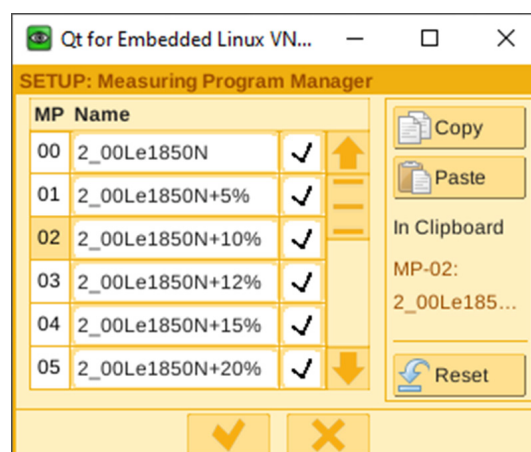 Qt for Embedded Linux VN...
SETUP: Measuring Program Manager
MP Name
00 2_00Le1850N
01 2_00Le1850N+5%
02 2_00Le1850N+10%
03 2_00Le1850N+12%
04 2_00Le1850N+15%
05 2_00Le1850N+20%
Copy
Paste
In Clipboard
MP-02:
2_00Le185...
Reset